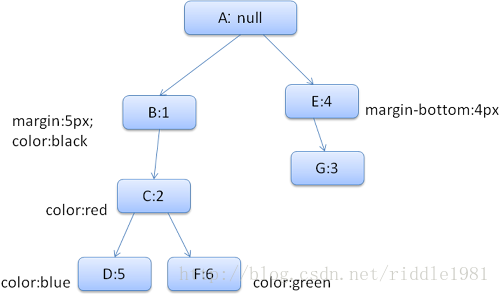 A: null
B:1
E:4
margin:5px;
color:black
margin-bottom:4px
G:3
C:2
color:red
color:blue
D:5
F:6
color:green
http://blog.csdn.net/riddle1981